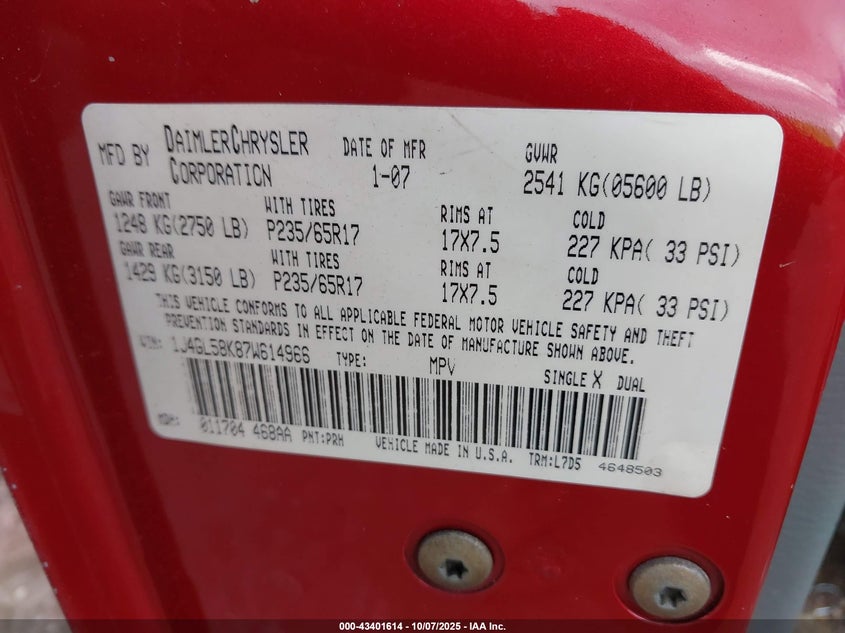 MFD BY DAIMLERCHRYSLER CORPORATION DATE OF MFR 1-07 GVWR 2541 KG(05600 LB)
GAWR FRONT WITH TIRES RIMS AT COLD
1248 KG(2750 LB) P235/65R17 17X7.5 227 KPA( 33 PSI)
GAWR REAR WITH TIRES RIMS AT COLD
1429 KG(3150 LB) P235/65R17 17X7.5 227 KPA( 33 PSI)
THIS VEHICLE CONFORMS TO ALL APPLICABLE FEDERAL MOTOR VEHICLE SAFETY AND THEFT
PREVENTION STANDARDS IN EFFECT ON THE DATE OF MANUFACTURE SHOWN ABOVE.
VIN: 1J4GL58K87W614966 TYPE: MPV SINGLE X DUAL
MDH: 011704 468AA PNT:PRH VEHICLE MADE IN U.S.A. TRM:L7D5 4648503
000-43401614 - 10/07/2025 - IAA Inc.